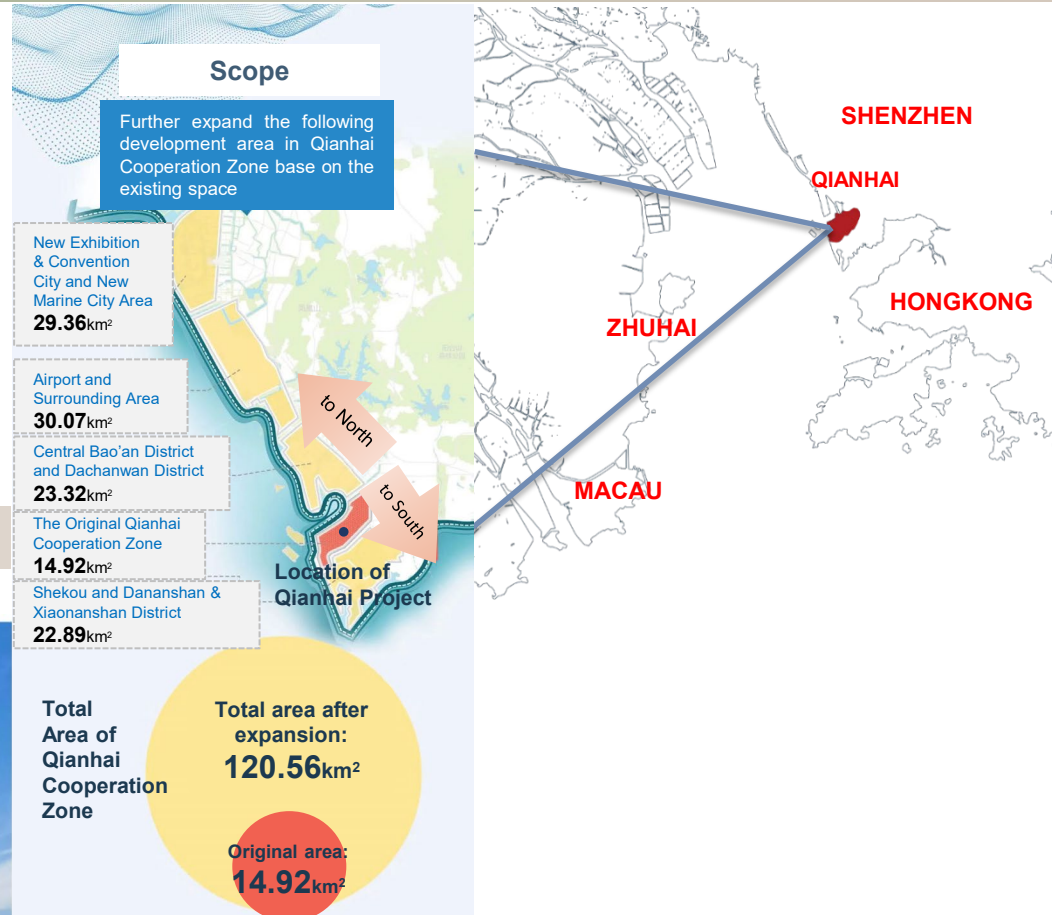 Scope
Further expand the following
development area in Qianhai
Cooperation Zone base on the
existing space
New Exhibition
& Convention
City and New
Marine City Area
29.36km²
Airport and
Surrounding Area
30.07km²
Central Bao'an District
and Dachanwan District
23.32km²
The Original Qianhai
Cooperation Zone
14.92km²
Shekou and Dananshan &
Xiaonanshan District
22.89km²
to North
to South
Location of
Qianhai Project
Total
Area of
Qianhai
Cooperation
Zone
Total area after
expansion:
120.56km²
Original area:
14.92km²
SHENZHEN
QIANHAI
HONGKONG
ZHUHAI
MACAU